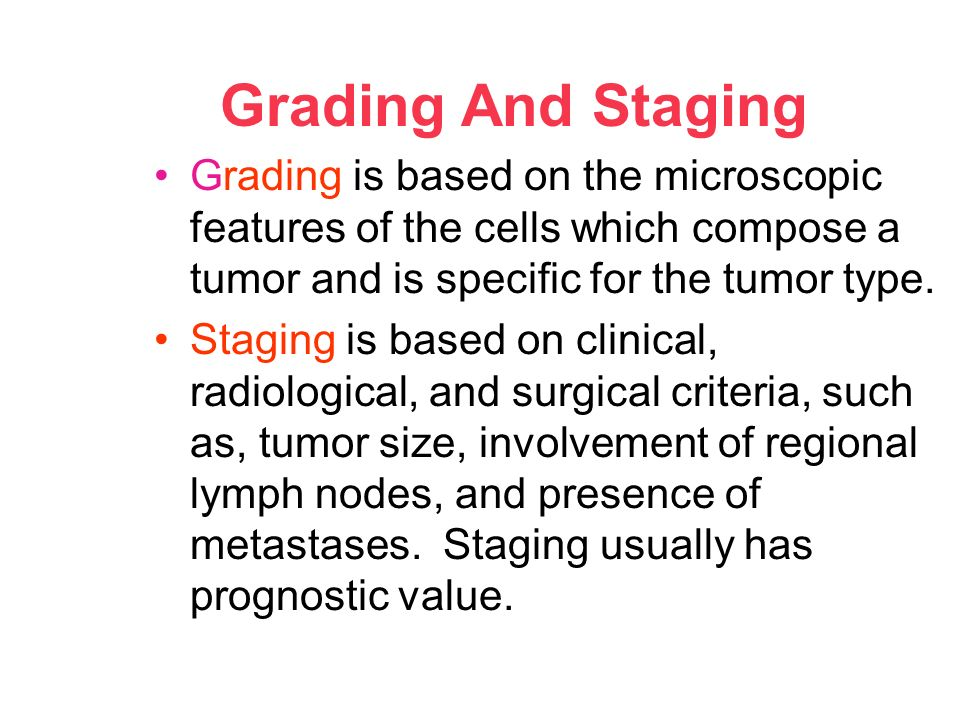 Grading And Staging
• Grading is based on the microscopic
features of the cells which compose a
tumor and is specific for the tumor type.
• Staging is based on clinical,
radiological, and surgical criteria, such
as, tumor size, involvement of regional
lymph nodes, and presence of
metastases.  Staging usually has
prognostic value.